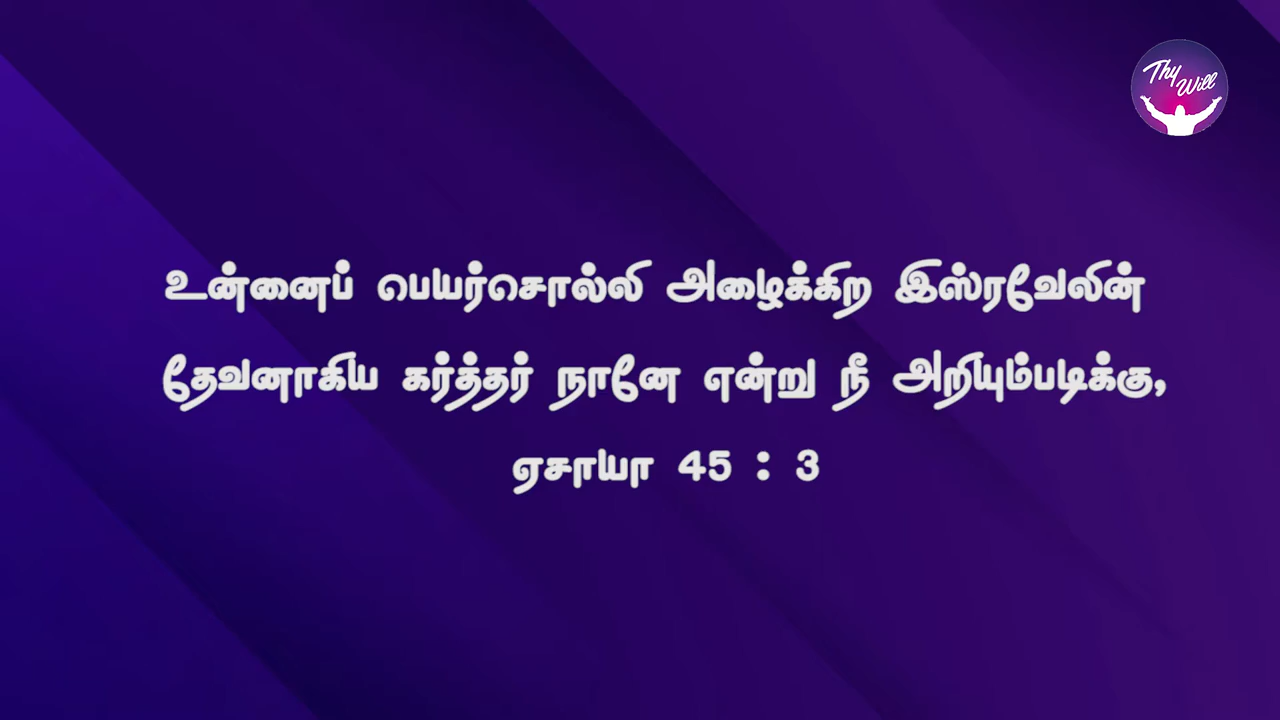 Thy Will
உன்னைப் பெயர்சொல்லி அழைக்கிற இஸ்ரவேலின்
தேவனாகிய கர்த்தர் நானே என்று நீ அறியும்படிக்கு,
ஏசாயா 45 : 3